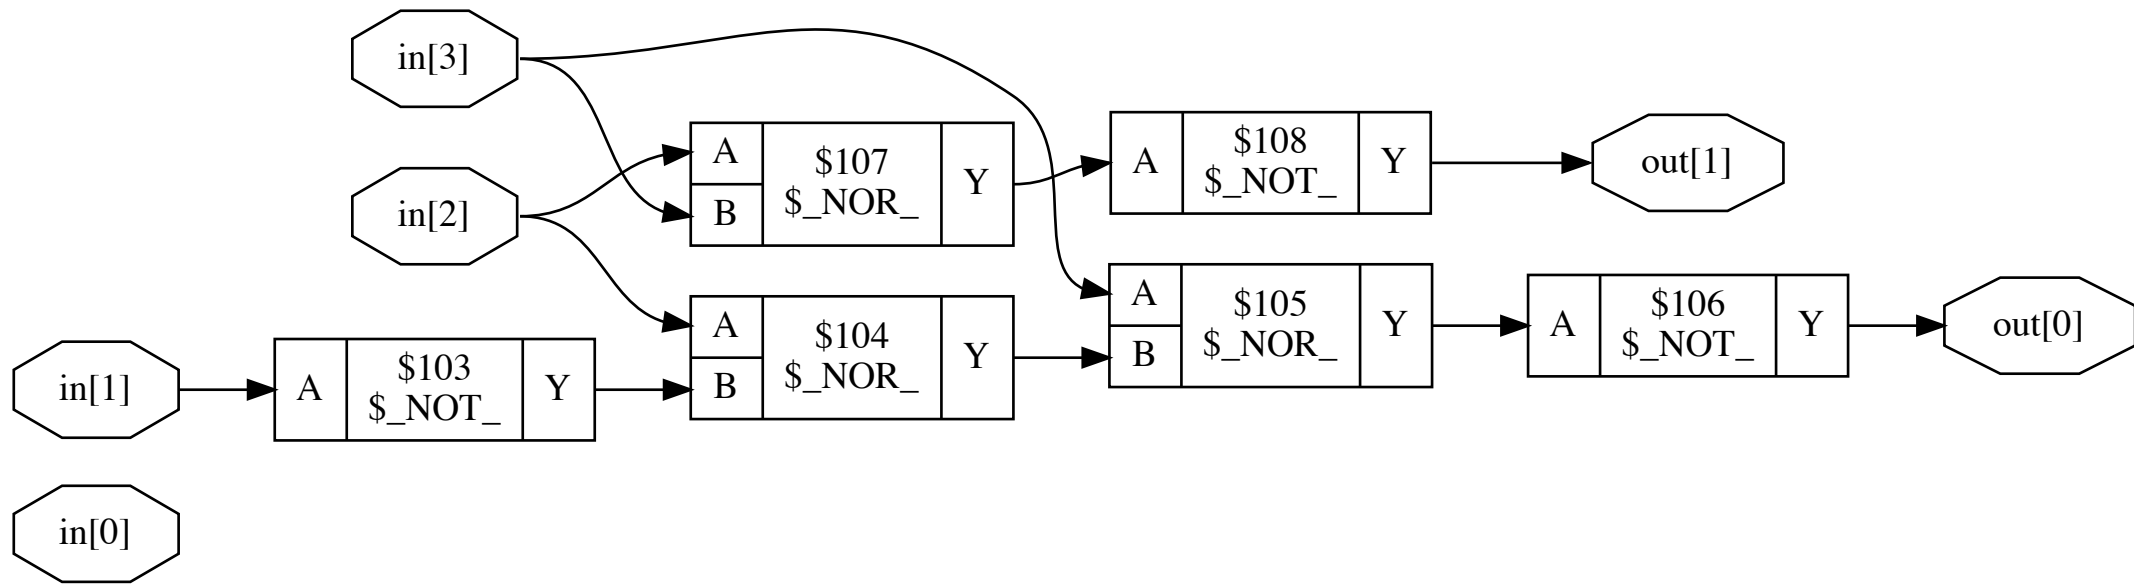 in[3]
in[2]
in[1]
in[0]
A
$103
$_NOT_
Y
A
B
$107
$_NOR_
Y
A
B
$104
$_NOR_
Y
A
$108
$_NOT_
Y
A
B
$105
$_NOR_
Y
A
$106
$_NOT_
Y
out[1]
out[0]